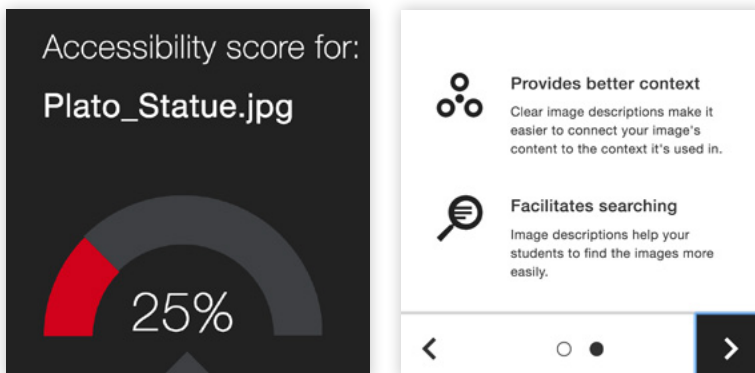 Accessibility score for:
Plato_Statue.jpg
25%
Provides better context
Clear image descriptions make it
easier to connect your image's
content to the context it's used in.
Facilitates searching
Image descriptions help your
students to find the images more
easily.